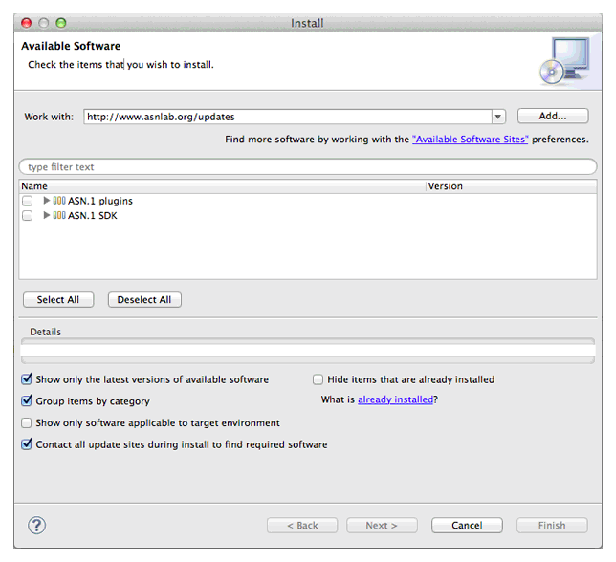 Install
Available Software
Check the items that you wish to install.
Work with: http://www.asnlab.org/updates Add...
Find more software by working with the "Available Software Sites" preferences.
type filter text
Name Version
ASN.1 plugins
ASN.1 SDK
Select All Deselect All
Details
Show only the latest versions of available software Hide items that are already installed
Group items by category What is already installed?
Show only software applicable to target environment
Contact all update sites during install to find required software
? < Back Next > Cancel Finish